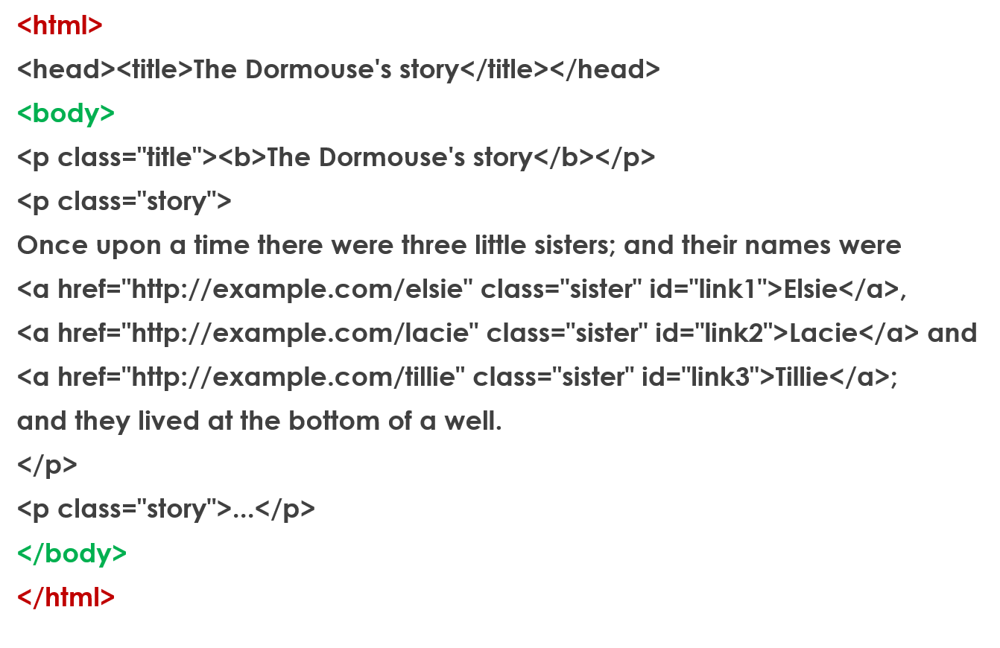 <html>
<head><title>The Dormouse's story</title></head>
<body>
<p class="title"><b>The Dormouse's story</b></p>
<p class="story">
Once upon a time there were three little sisters; and their names were
<a href="http://example.com/elsie" class="sister" id="link1">Elsie</a>,
<a href="http://example.com/lacie" class="sister" id="link2">Lacie</a> and
<a href="http://example.com/tillie" class="sister" id="link3">Tillie</a>;
and they lived at the bottom of a well.
</p>
<p class="story">...</p>
</body>
</html>